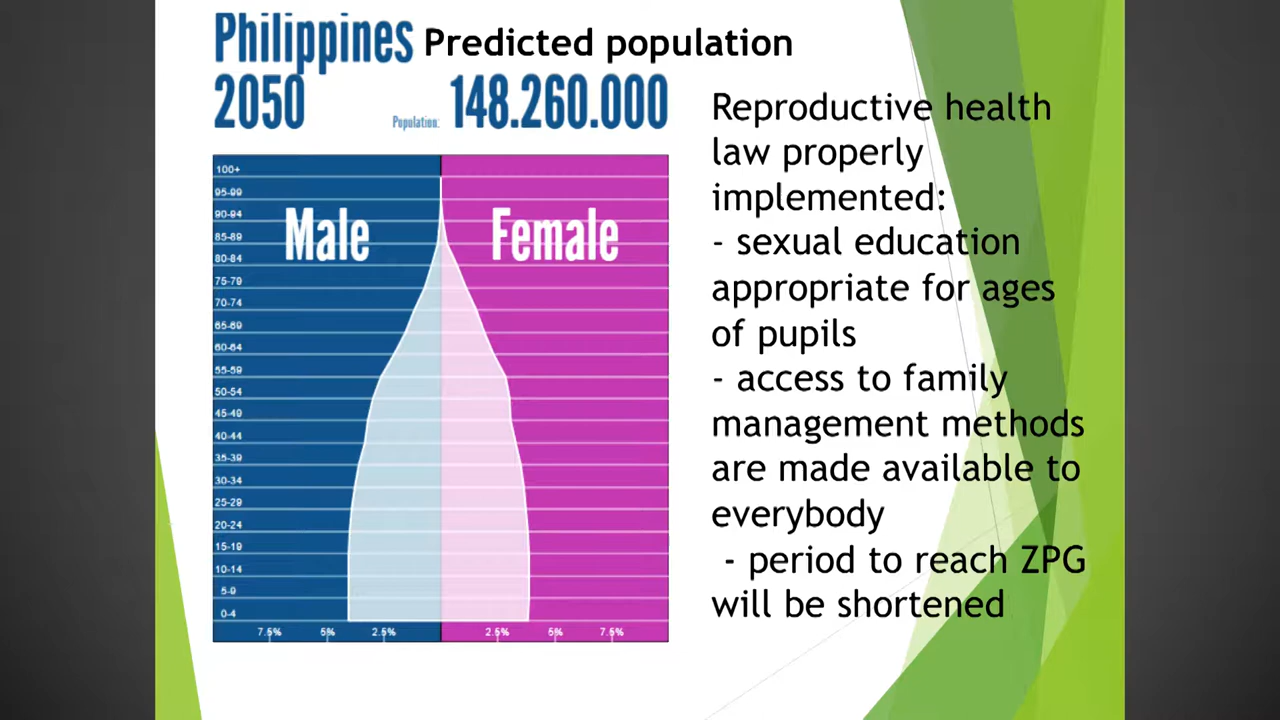 Philippines Predicted population
2050 Population: 148.260.000
100+
95-99
90-94
85-89
80-84
75-79
70-74
65-69
60-64
55-59
50-54
45-49
40-44
35-39
30-34
25-29
20-24
15-19
10-14
5-9
0-4
Male Female
7.5% 5% 2.5% 2.5% 5% 7.5%
Reproductive health
law properly
implemented:
- sexual education
appropriate for ages
of pupils
- access to family
management methods
are made available to
everybody
- period to reach ZPG
will be shortened